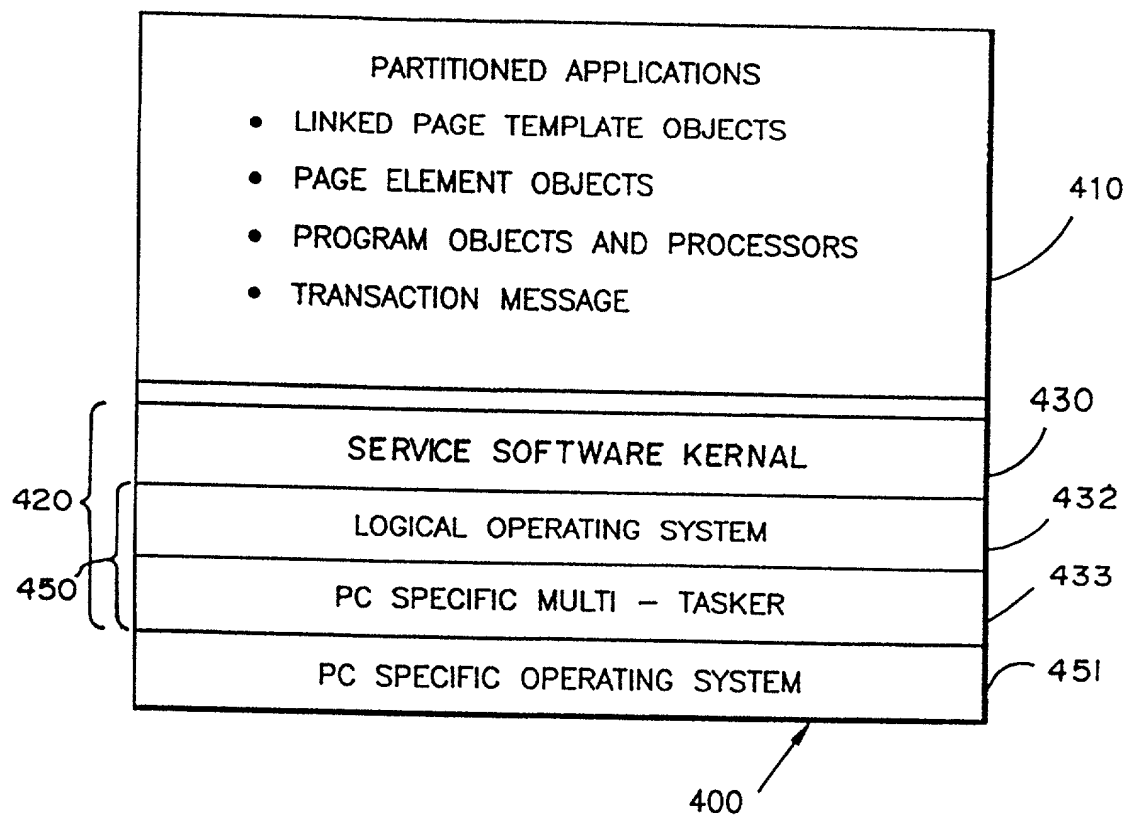 PARTITIONED APPLICATIONS
• LINKED PAGE TEMPLATE OBJECTS
• PAGE ELEMENT OBJECTS
• PROGRAM OBJECTS AND PROCESSORS
• TRANSACTION MESSAGE
410
430
SERVICE SOFTWARE KERNAL
420
432
LOGICAL OPERATING SYSTEM
433
450
PC SPECIFIC MULTI – TASKER
451
PC SPECIFIC OPERATING SYSTEM
400